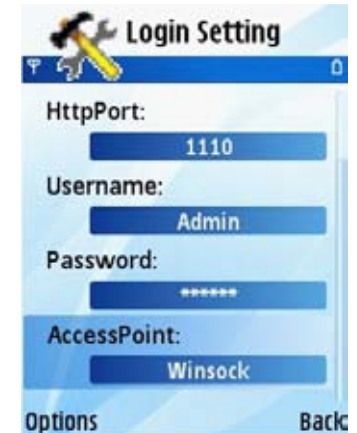 Login Setting
HttpPort:
1110
Username:
Admin
Password:
******
AccessPoint:
Winsock
Options Back